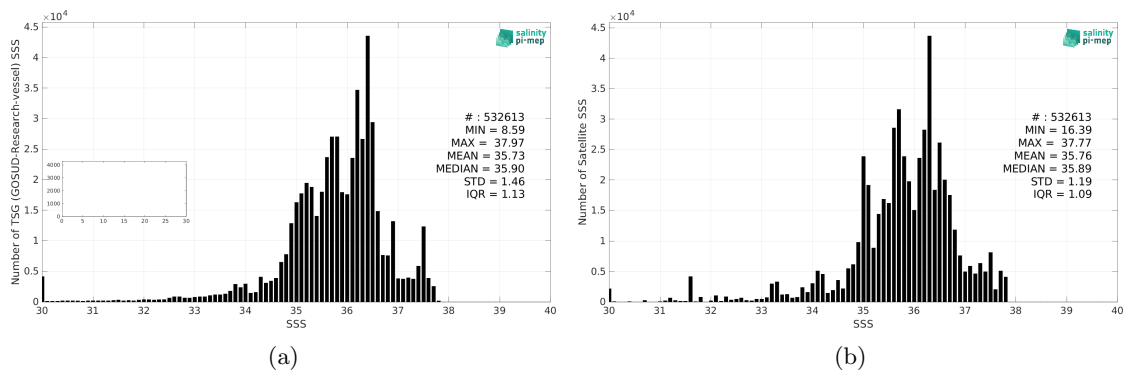 ×10⁴
4.5
4
3.5
3
2.5
2
1.5
1
0.5
0
Number of TSG (GOSUD-Research-vessel) SSS
salinity
pi-mep
# : 532613
MIN = 8.59
MAX = 37.97
MEAN = 35.73
MEDIAN = 35.90
STD = 1.46
IQR = 1.13
4000
3000
2000
1000
0
0 5 10 15 20 25 30
30 31 32 33 34 35 36 37 38 39 40
SSS
(a)
×10⁴
4.5
4
3.5
3
2.5
2
1.5
1
0.5
0
Number of Satellite SSS
salinity
pi-mep
# : 532613
MIN = 16.39
MAX = 37.77
MEAN = 35.76
MEDIAN = 35.89
STD = 1.19
IQR = 1.09
30 31 32 33 34 35 36 37 38 39 40
SSS
(b)